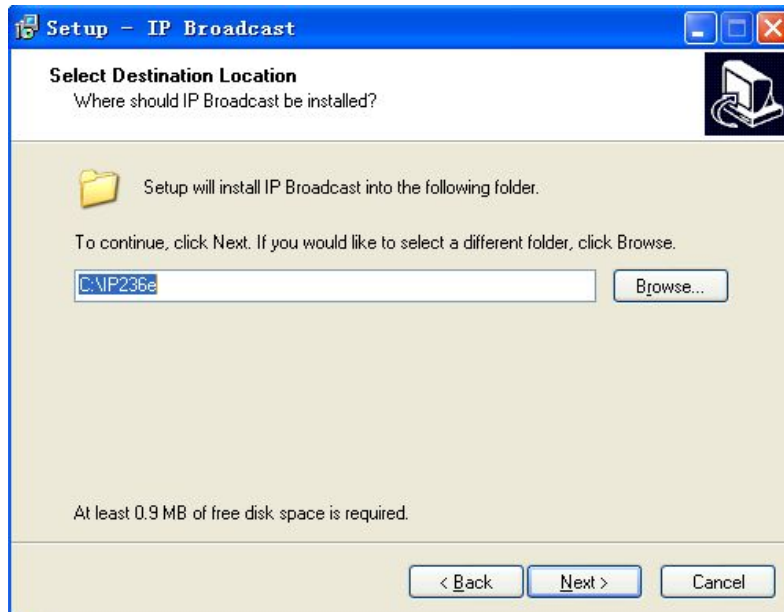 Setup - IP Broadcast
Select Destination Location
Where should IP Broadcast be installed?
Setup will install IP Broadcast into the following folder.
To continue, click Next. If you would like to select a different folder, click Browse.
C:\IP236e
Browse...
At least 0.9 MB of free disk space is required.
< Back
Next >
Cancel